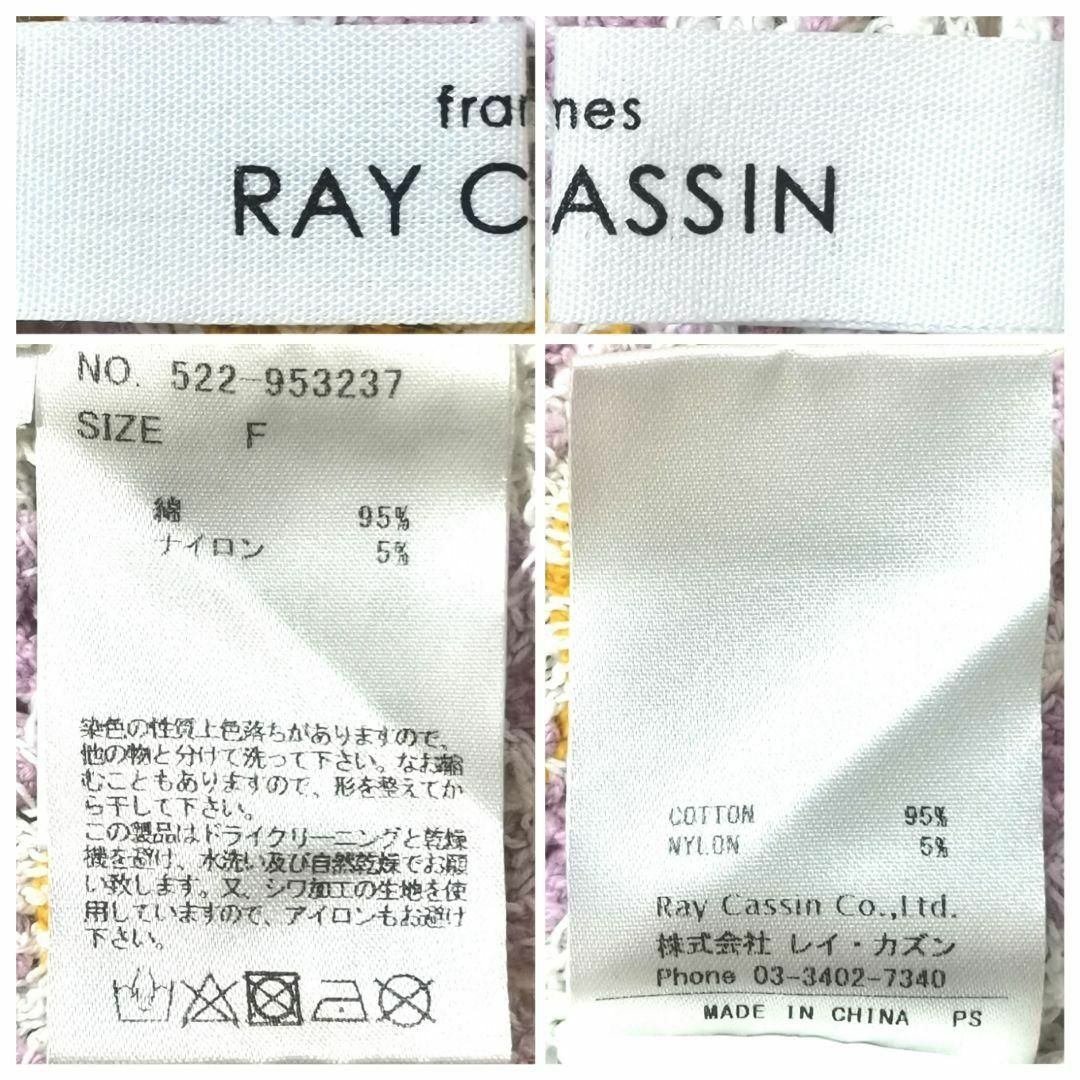 frames
RAY CASSIN
NO. 522-953237
SIZE F
綿 95%
ナイロン 5%
染色の性質上色落ちがありますので、
他の物と分けて洗って下さい。なお縮
むこともありますので、形を整えてか
ら干して下さい。
この製品はドライクリーニングと乾燥
機を避け、水洗い及び自然乾燥でお願
い致します。又、シワ加工の生地を使
用していますので、アイロンもお避け
下さい。
COTTON 95%
NYLON 5%
Ray Cassin Co.,ltd.
株式会社 レイ・カズン
Phone 03-3402-7340
MADE IN CHINA PS